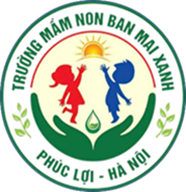 TRƯỜNG MẦM NON BAN MAI XANH
PHÚC LỢI - HÀ NỘI